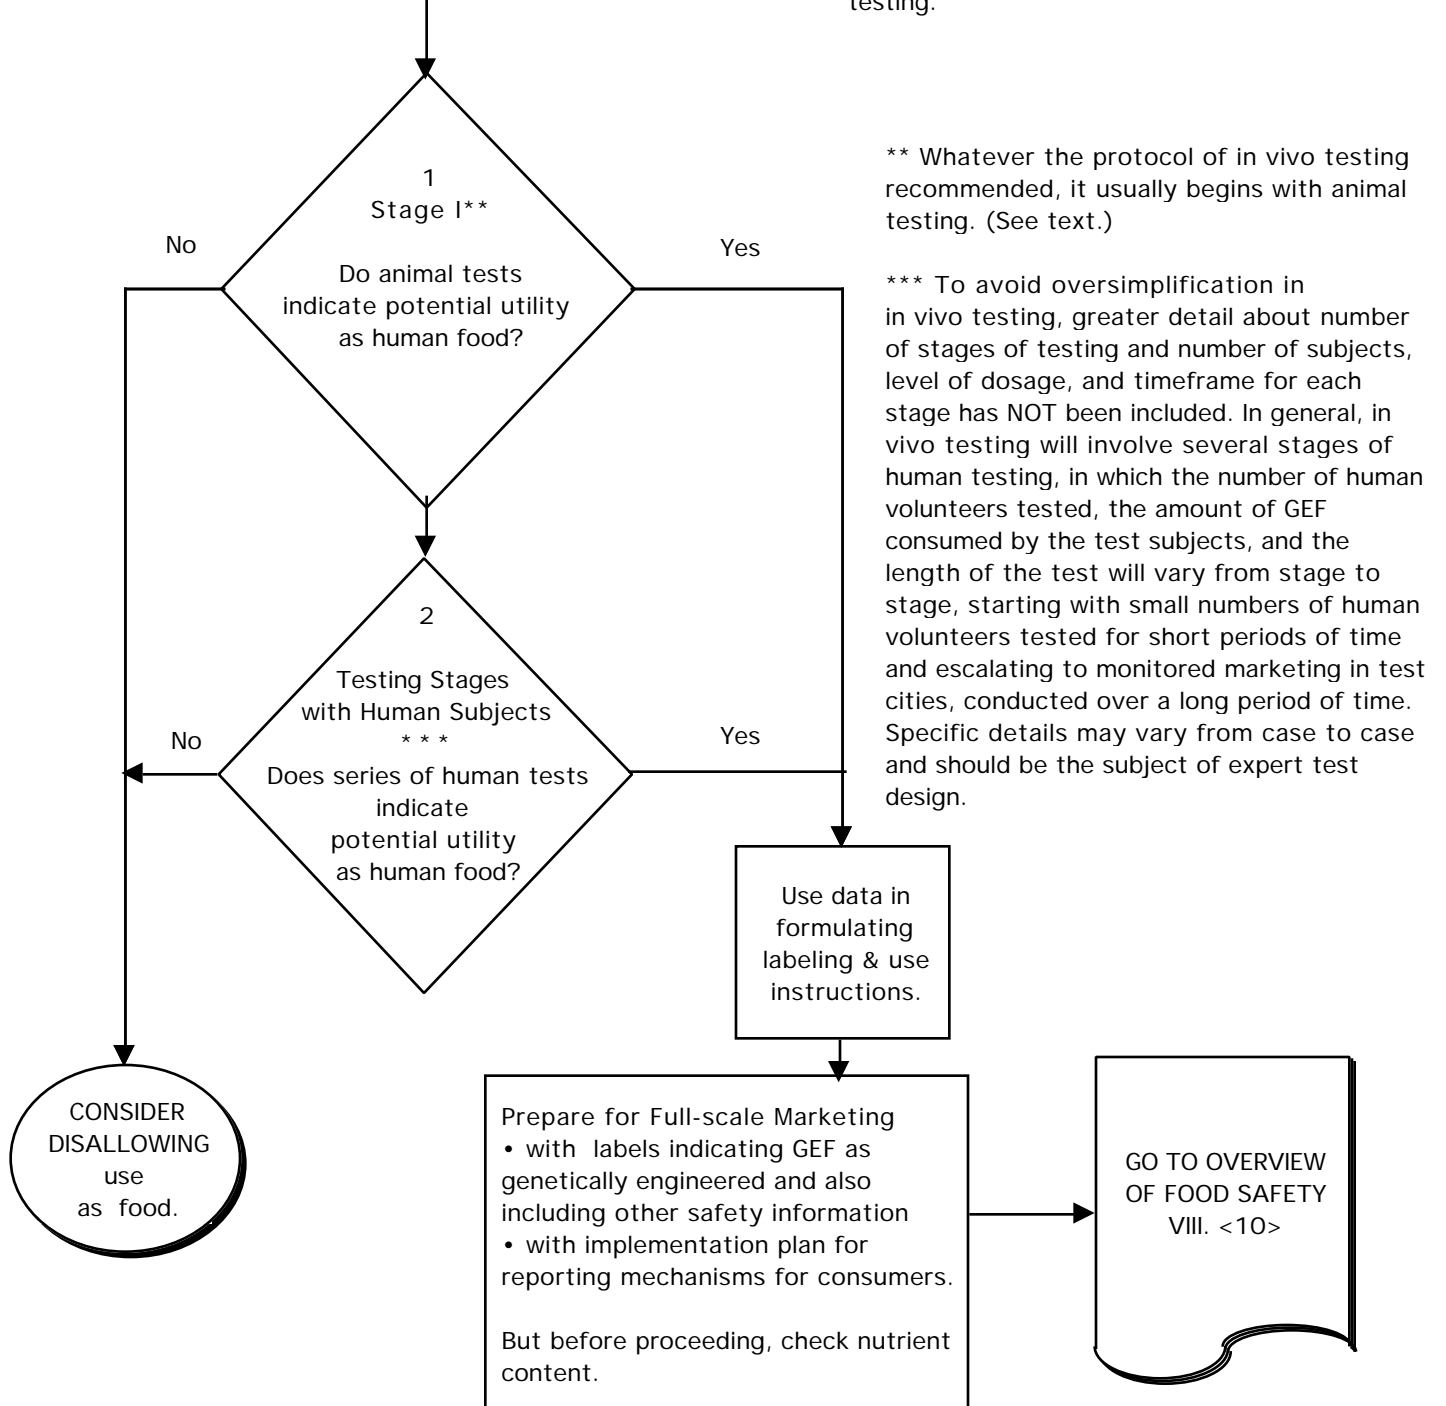 testing.
1
Stage I**
Do animal tests
indicate potential utility
as human food?
No
Yes
** Whatever the protocol of in vivo testing
recommended, it usually begins with animal
testing. (See text.)
*** To avoid oversimplification in
in vivo testing, greater detail about number
of stages of testing and number of subjects,
level of dosage, and timeframe for each
stage has NOT been included. In general, in
vivo testing will involve several stages of
human testing, in which the number of human
volunteers tested, the amount of GEF
consumed by the test subjects, and the
length of the test will vary from stage to
stage, starting with small numbers of human
volunteers tested for short periods of time
and escalating to monitored marketing in test
cities, conducted over a long period of time.
Specific details may vary from case to case
and should be the subject of expert test
design.
2
Testing Stages
with Human Subjects
* * *
Does series of human tests
indicate
potential utility
as human food?
No
Yes
Use data in
formulating
labeling & use
instructions.
CONSIDER
DISALLOWING
use
as food.
Prepare for Full-scale Marketing
• with labels indicating GEF as
genetically engineered and also
including other safety information
• with implementation plan for
reporting mechanisms for consumers.
But before proceeding, check nutrient
content.
GO TO OVERVIEW
OF FOOD SAFETY
VIII. <10>